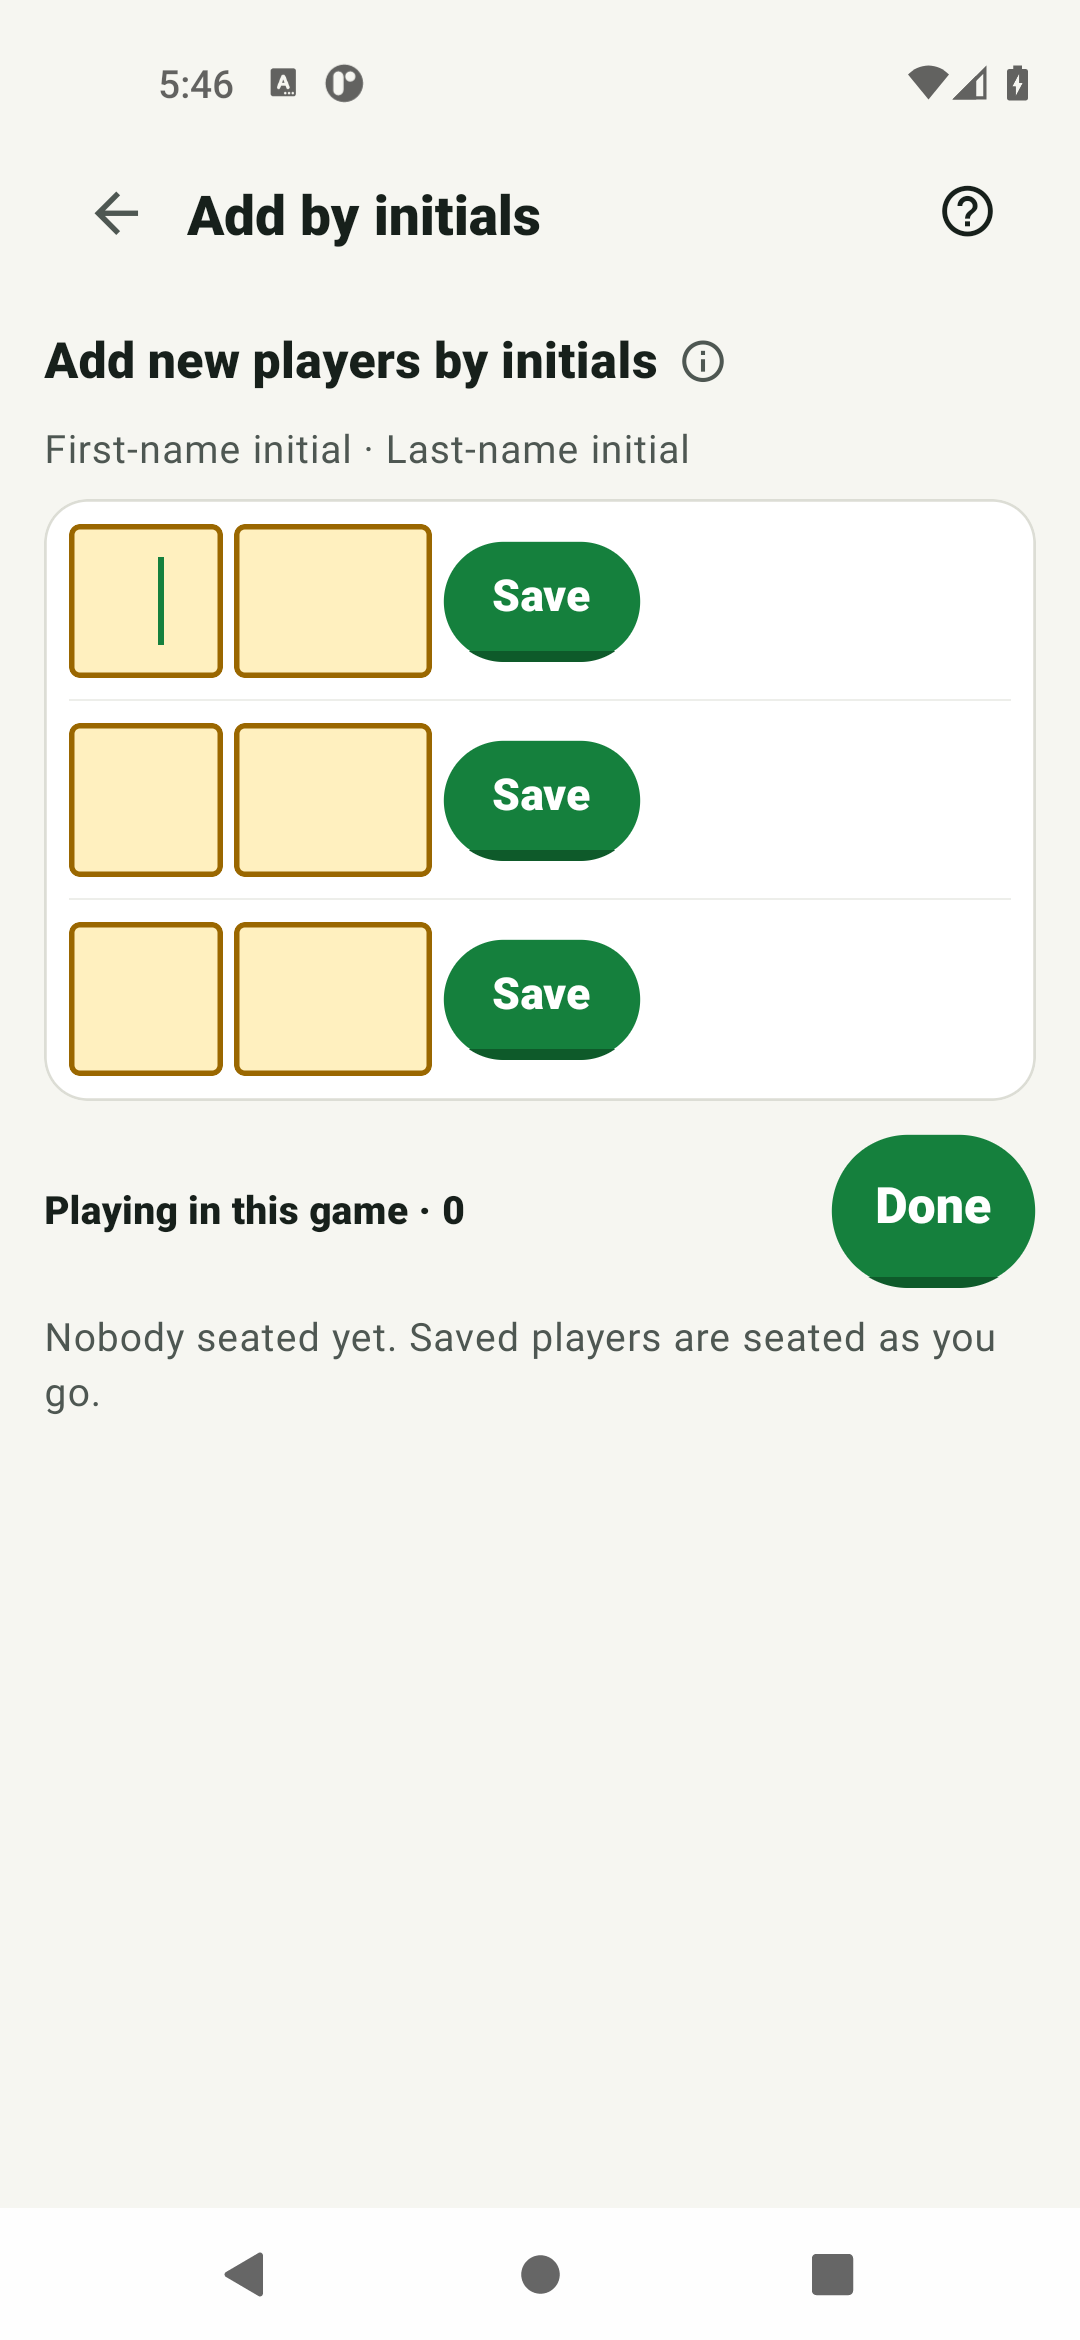 5:46
Add by initials
Add new players by initials
First-name initial · Last-name initial
Save
Save
Save
Playing in this game · 0
Done
Nobody seated yet. Saved players are seated as you
go.